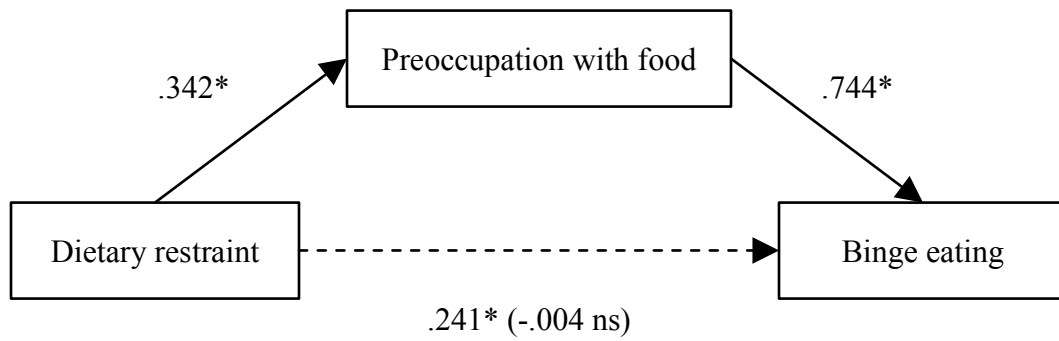 Preoccupation with food
.342*
.744*
Dietary restraint
Binge eating
.241* (-.004 ns)